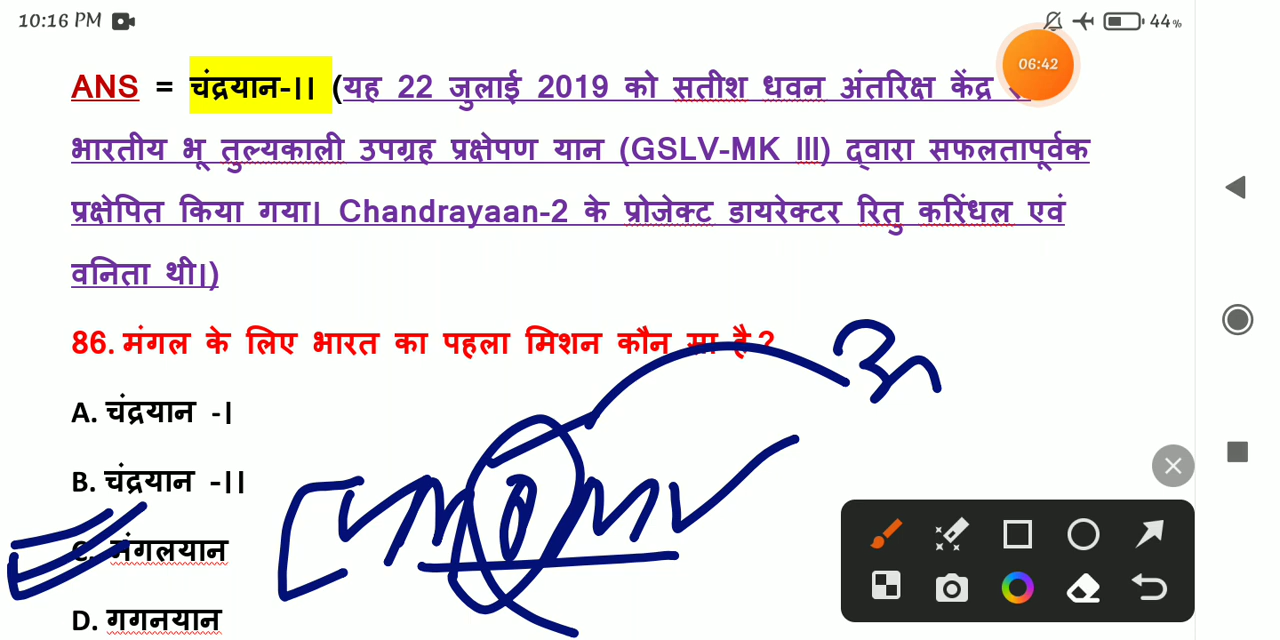 10:16 PM 44%
06:42
ANS = चंद्रयान-।। (यह 22 जुलाई 2019 को सतीश धवन अंतरिक्ष केंद्र
भारतीय भू तुल्यकाली उपग्रह प्रक्षेपण यान (GSLV-MK III) द्वारा सफलतापूर्वक
प्रक्षेपित किया गया। Chandrayaan-2 के प्रोजेक्ट डायरेक्टर रितु करिंधल एवं
वनिता थी।)
86. मंगल के लिए भारत का पहला मिशन कौन सा है?
A. चंद्रयान -।
B. चंद्रयान -।।
C. मंगलयान
D. गगनयान